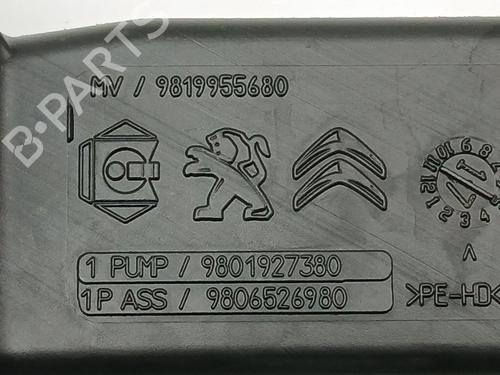 MV / 9819955680
1 PUMP / 9801927380
1P ASS / 9806526980
>PE-HD<
B-PARTS